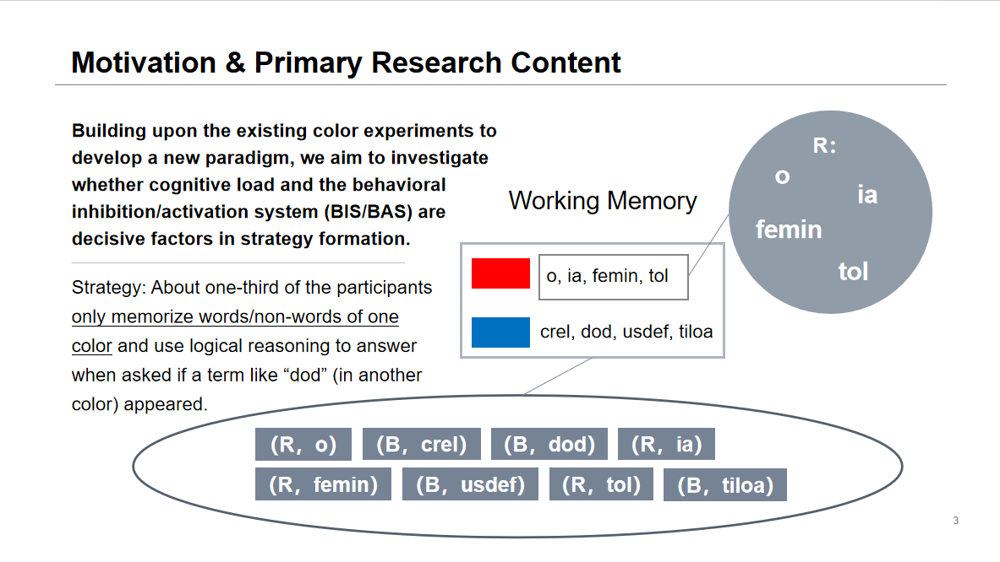 Motivation & Primary Research Content
Building upon the existing color experiments to
develop a new paradigm, we aim to investigate
whether cognitive load and the behavioral
inhibition/activation system (BIS/BAS) are
decisive factors in strategy formation.
Strategy: About one-third of the participants
only memorize words/non-words of one
color and use logical reasoning to answer
when asked if a term like “dod” (in another
color) appeared.
Working Memory
o, ia, femin, tol
crel, dod, usdef, tiloa
R:
o
ia
femin
tol
(R, o) (B, crel) (B, dod) (R, ia)
(R, femin) (B, usdef) (R, tol) (B, tiloa)
3